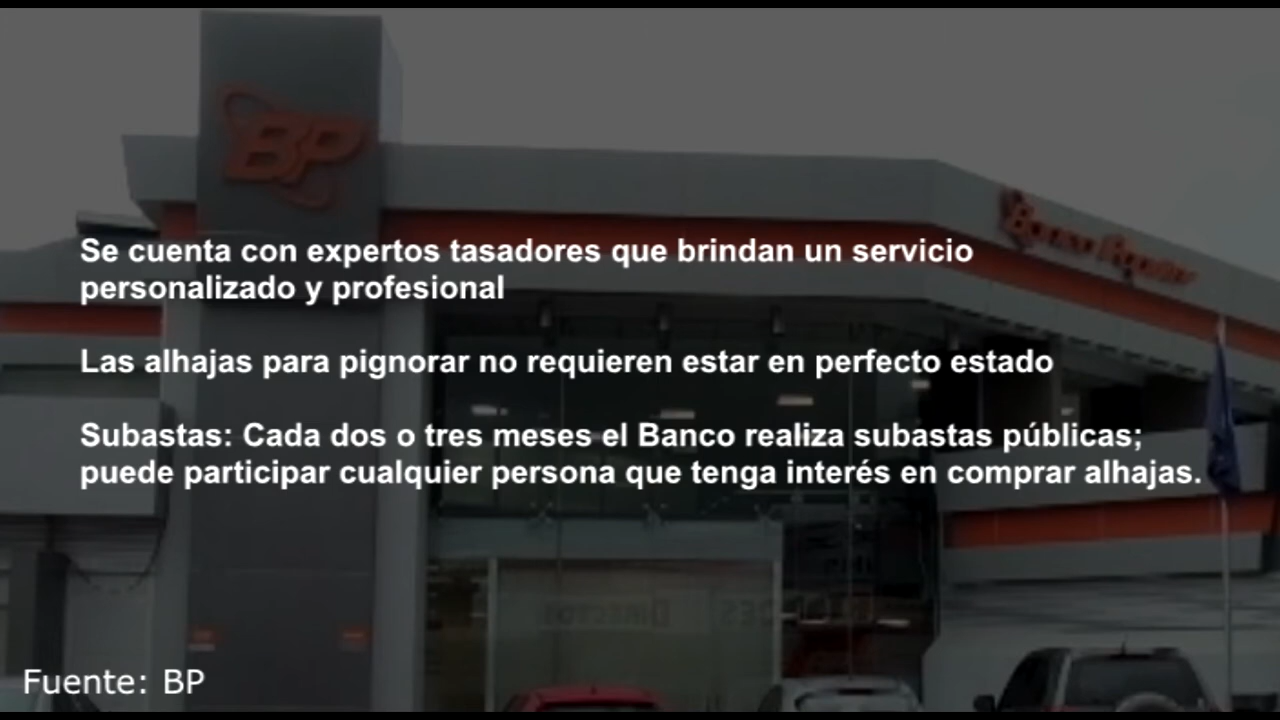 BP
Banco Popular
Se cuenta con expertos tasadores que brindan un servicio
personalizado y profesional
Las alhajas para pignorar no requieren estar en perfecto estado
Subastas: Cada dos o tres meses el Banco realiza subastas públicas;
puede participar cualquier persona que tenga interés en comprar alhajas.
Fuente: BP